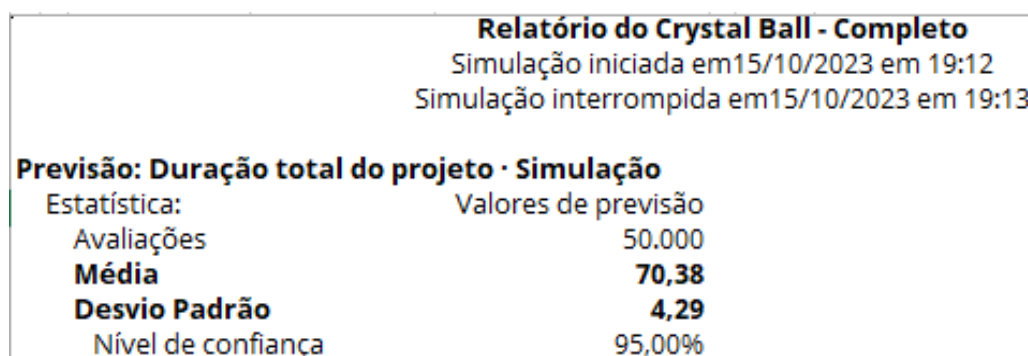 Relatório do Crystal Ball - Completo
Simulação iniciada em15/10/2023 em 19:12
Simulação interrompida em15/10/2023 em 19:13
Previsão: Duração total do projeto · Simulação
Estatística: Valores de previsão
Avaliações 50.000
Média 70,38
Desvio Padrão 4,29
Nível de confiança 95,00%